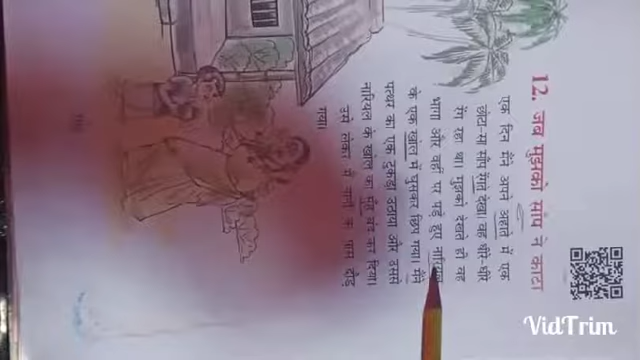 12. जब मुझको साँप ने काटा
एक दिन मैंने अपने अहाते में एक
छोटा-सा साँप रेंगते देखा। वह धीरे-धीरे
रेंग रहा था। मुझको देखते ही वह
भागा और वहीं पर पड़े हुए नारियल
के एक खोल में घुसकर छिप गया। मैंने
पत्थर का एक टुकड़ा उठाया और उससे
नारियल के खोल का मुँह बंद कर दिया।
उसे लेकर मैं नानी के पास दौड़
गया।
VidTrim